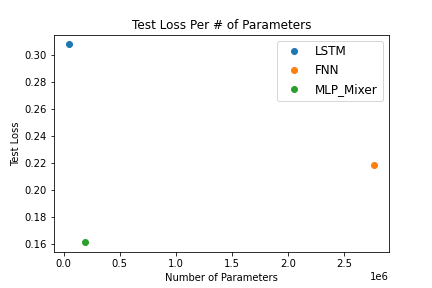 Test Loss Per # of Parameters
LSTM
FNN
MLP_Mixer
0.30
0.28
0.26
0.24
0.22
0.20
0.18
0.16
Test Loss
0.0 0.5 1.0 1.5 2.0 2.5
1e6
Number of Parameters